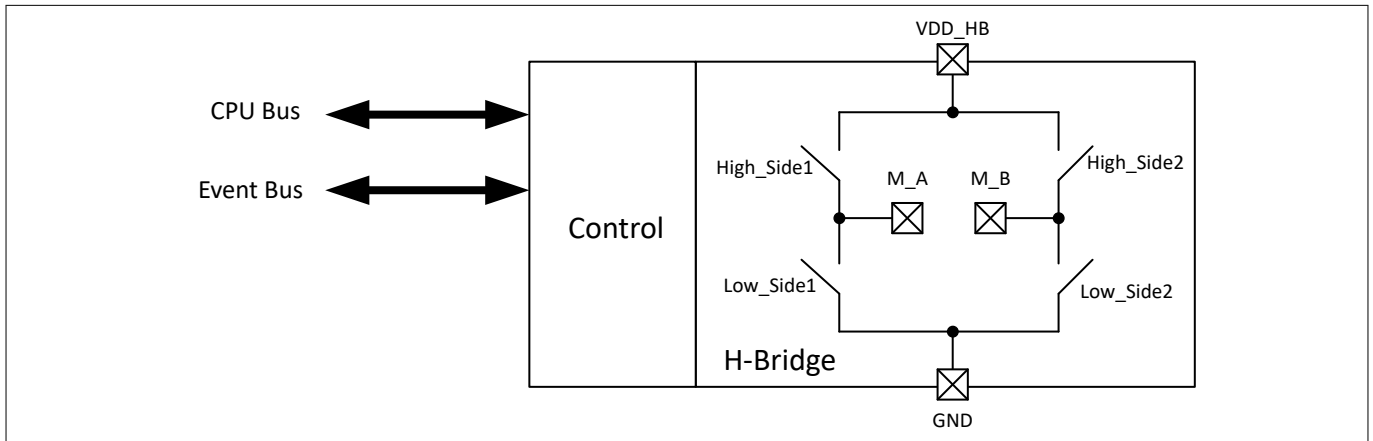 VDD_HB
CPU Bus
High_Side1
High_Side2
M_A
M_B
Event Bus
Control
Low_Side1
Low_Side2
H-Bridge
GND